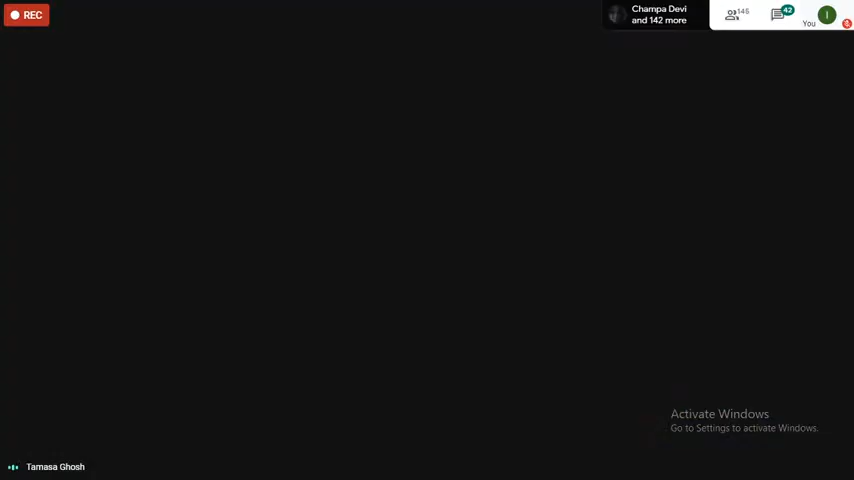 REC
Champa Devi
and 142 more
145
42
I
You
Activate Windows
Go to Settings to activate Windows.
Tamasa Ghosh